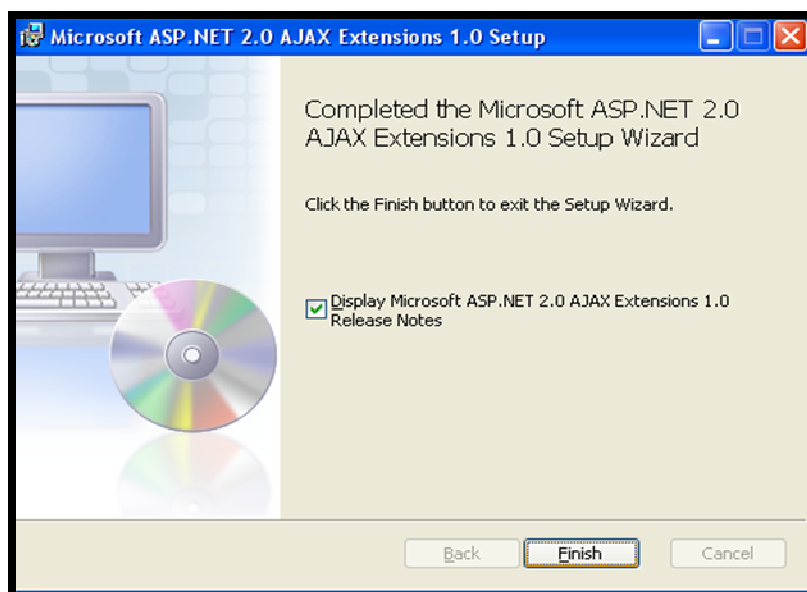 Microsoft ASP.NET 2.0 AJAX Extensions 1.0 Setup
Completed the Microsoft ASP.NET 2.0
AJAX Extensions 1.0 Setup Wizard
Click the Finish button to exit the Setup Wizard.
Display Microsoft ASP.NET 2.0 AJAX Extensions 1.0
Release Notes
Back Finish Cancel